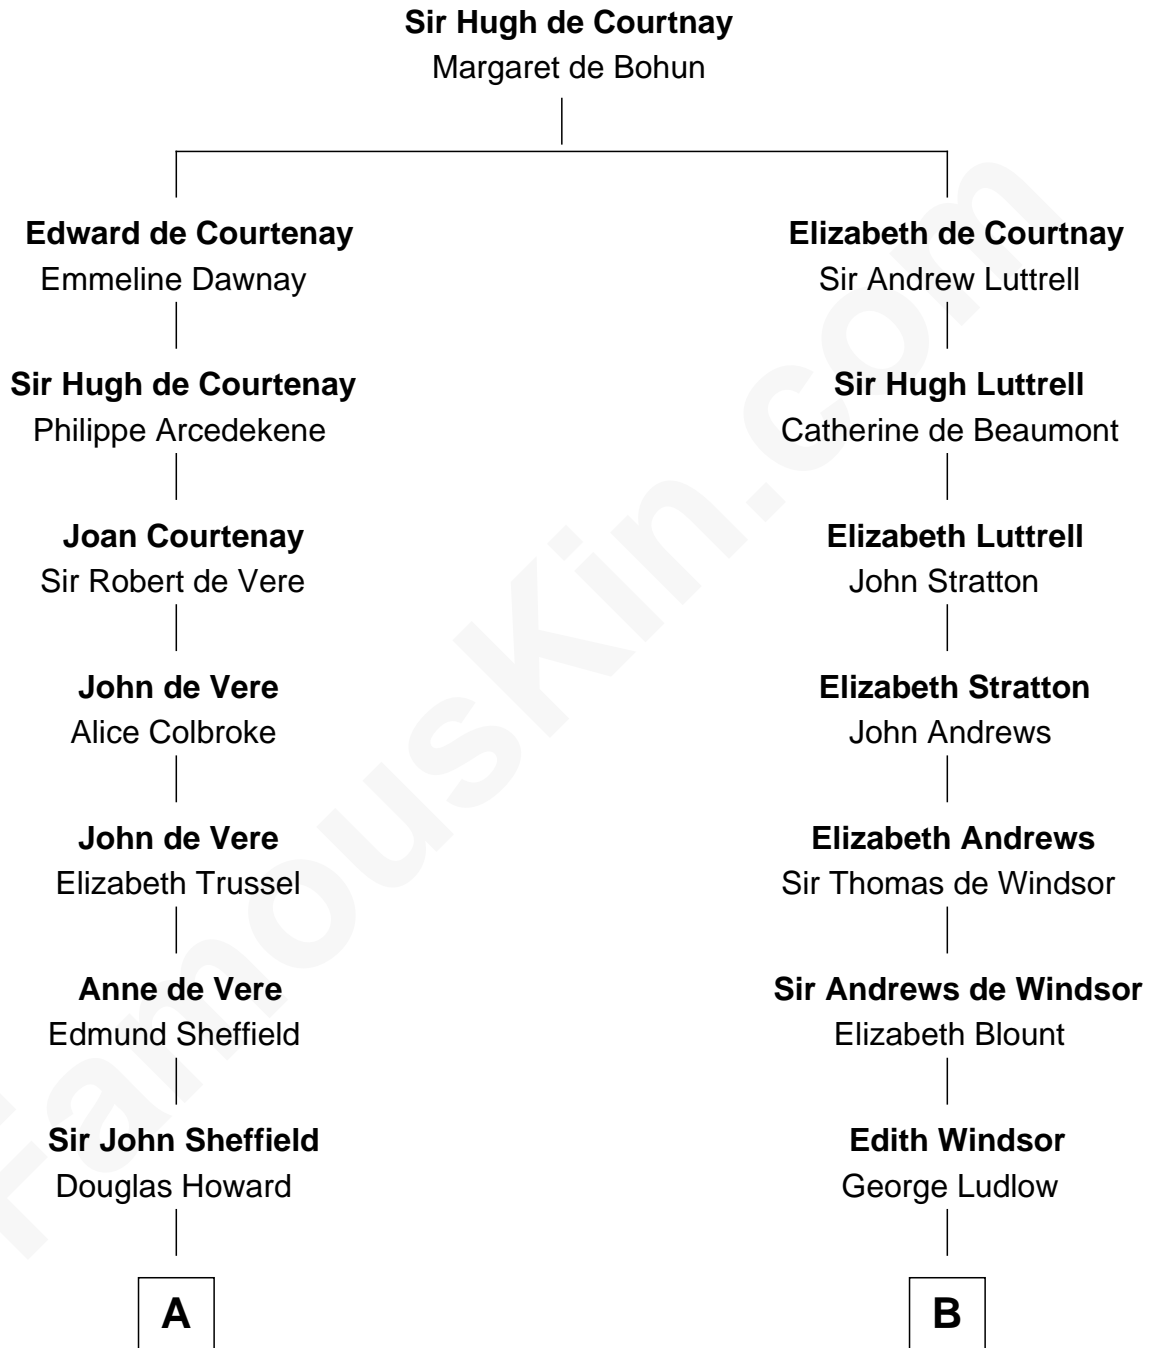 Sir Hugh de Courtnay
Margaret de Bohun
Edward de Courtenay
Emmeline Dawnay
Sir Hugh de Courtenay
Philippe Arcedekene
Joan Courtenay
Sir Robert de Vere
John de Vere
Alice Colbroke
John de Vere
Elizabeth Trussel
Anne de Vere
Edmund Sheffield
Sir John Sheffield
Douglas Howard
A
Elizabeth de Courtnay
Sir Andrew Luttrell
Sir Hugh Luttrell
Catherine de Beaumont
Elizabeth Luttrell
John Stratton
Elizabeth Stratton
John Andrews
Elizabeth Andrews
Sir Thomas de Windsor
Sir Andrews de Windsor
Elizabeth Blount
Edith Windsor
George Ludlow
B
FamousKin.com